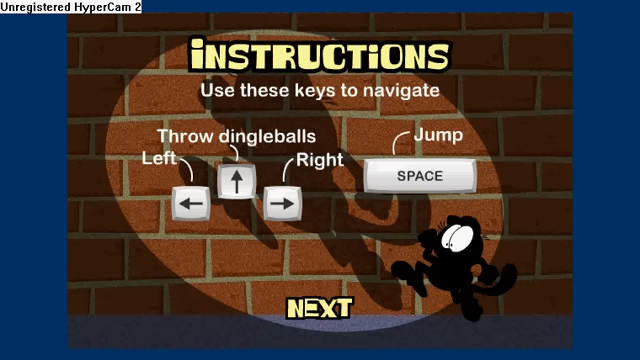 Unregistered HyperCam 2
INSTRUCTIONS
Use these keys to navigate
Throw dingleballs
Jump
Left
Right
SPACE
NEXT